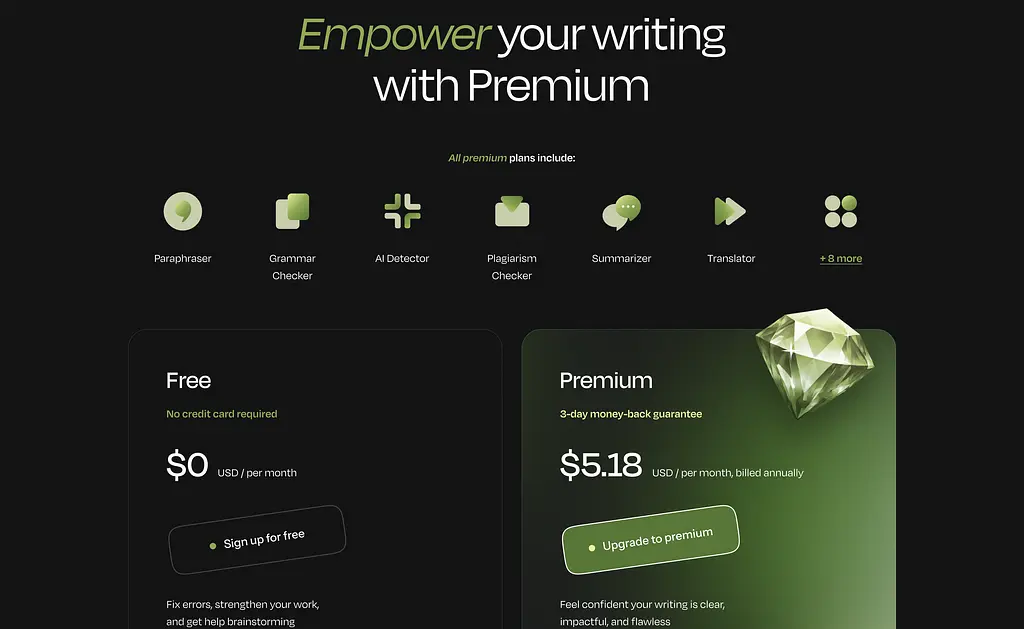 Empower your writing
with Premium
All premium plans include:
Paraphraser
Grammar
Checker
AI Detector
Plagiarism
Checker
Summarizer
Translator
+ 8 more
Free
No credit card required
$0 USD / per month
Sign up for free
Fix errors, strengthen your work,
and get help brainstorming
Premium
3-day money-back guarantee
$5.18 USD / per month, billed annually
Upgrade to premium
Feel confident your writing is clear,
impactful, and flawless